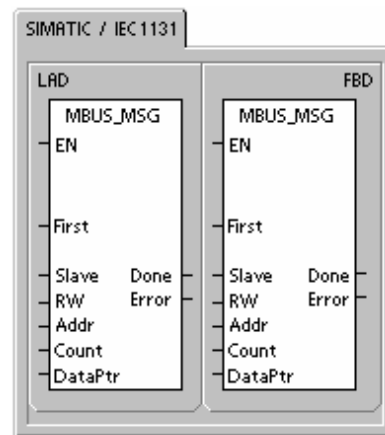 SIMATIC / IEC1131
LAD
FBD
MBUS_MSG
EN
First
Slave Done
RW Error
Addr
Count
DataPtr
MBUS_MSG
EN
First
Slave Done
RW Error
Addr
Count
DataPtr